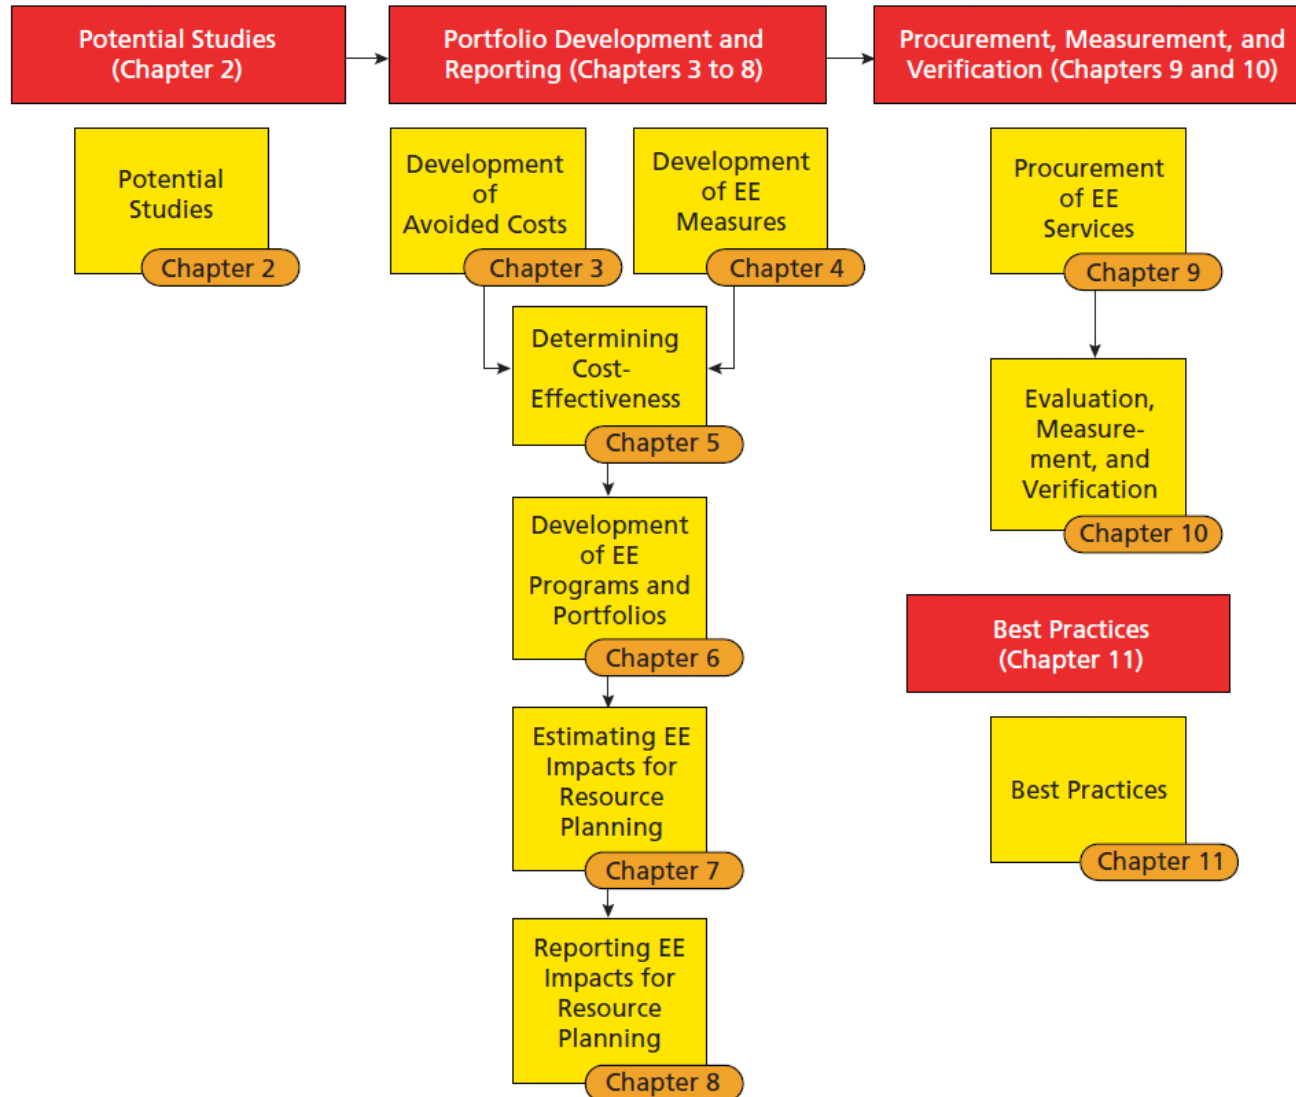 Potential Studies
(Chapter 2)
Portfolio Development and
Reporting (Chapters 3 to 8)
Procurement, Measurement, and
Verification (Chapters 9 and 10)
Potential
Studies
Chapter 2
Development
of
Avoided Costs
Chapter 3
Development
of EE
Measures
Chapter 4
Determining
Cost-
Effectiveness
Chapter 5
Development
of EE
Programs and
Portfolios
Chapter 6
Estimating EE
Impacts for
Resource
Planning
Chapter 7
Reporting EE
Impacts for
Resource
Planning
Chapter 8
Procurement
of EE
Services
Chapter 9
Evaluation,
Measure-
ment, and
Verification
Chapter 10
Best Practices
(Chapter 11)
Best Practices
Chapter 11